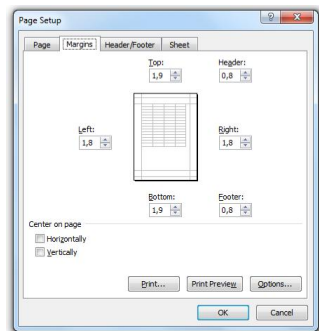 Page Setup
Page Margins Header/Footer Sheet
Top: Header:
1,9 0,8
Left: Right:
1,8 1,8
Bottom: Footer:
1,9 0,8
Center on page
Horizontally
Vertically
Print... Print Preview Options...
OK Cancel